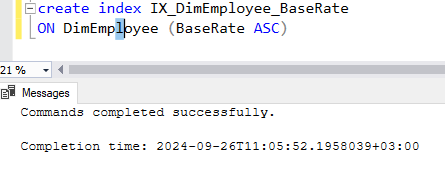 create index IX_DimEmployee_BaseRate
ON DimEmployee (BaseRate ASC)
21 %
Messages
Commands completed successfully.
Completion time: 2024-09-26T11:05:52.1958039+03:00